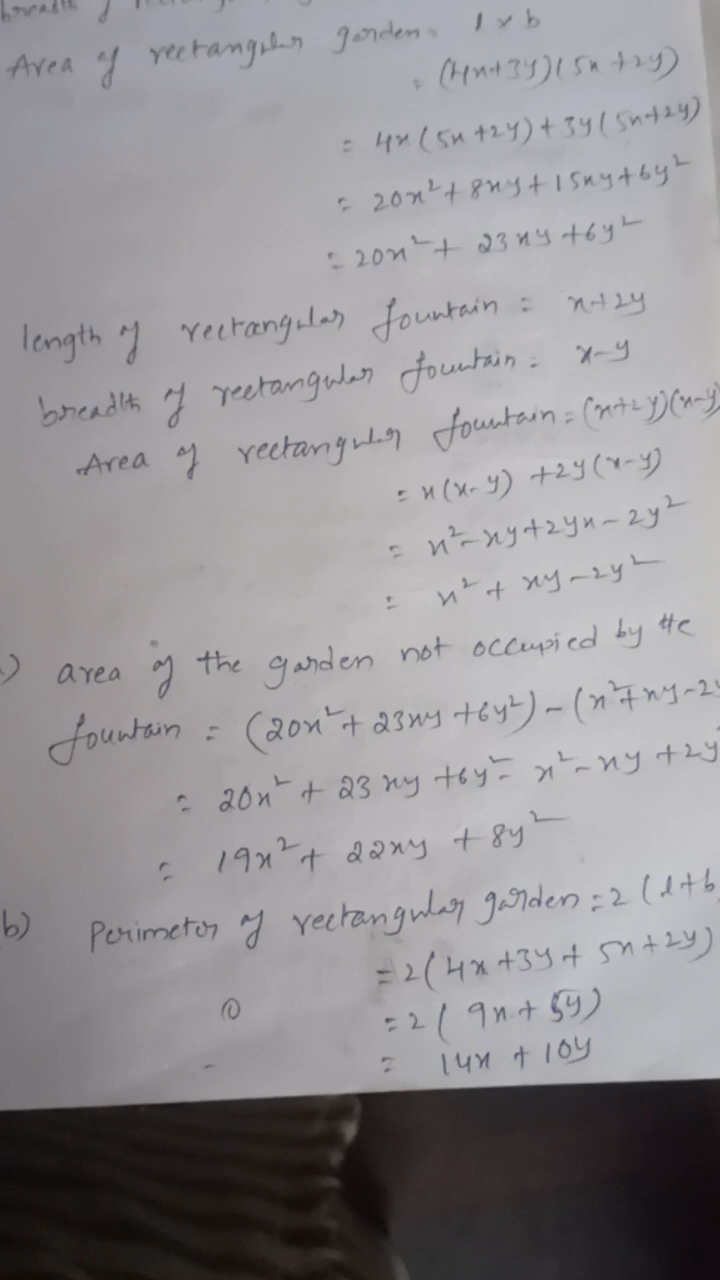 breadth of
Area of rectangular garden = l × b
= (4x+3y)(5x+2y)
= 4x(5x+2y)+3y(5x+2y)
= 20x²+8xy+15xy+6y²
= 20x²+ 23xy +6y²
length of rectangular fountain = x+2y
breadth of rectangular fountain = x-y
Area of rectangular fountain = (x+2y)(x-y)
= x(x-y) +2y(x-y)
= x²-xy+2yx-2y²
= x²+ xy-2y²
) area of the garden not occupied by the
fountain = (20x²+ 23xy +6y²) - (x²+xy-2y
= 20x²+ 23xy +6y²- x²-xy +2y
= 19x²+ 22xy +8y²
b) Perimeter of rectangular garden = 2(l+b
= 2(4x+3y+ 5x+2y)
= 2( 9x+ 5y)
= 14x + 10y